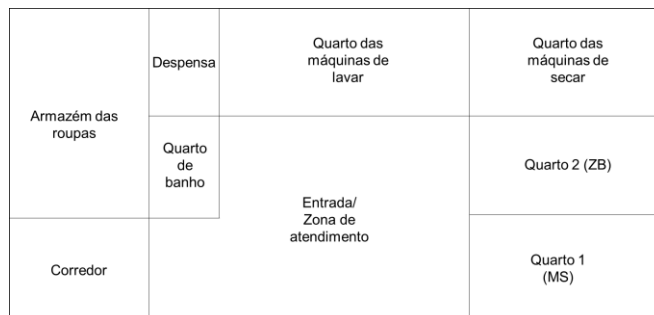 Despensa
Quarto das
máquinas de
lavar
Quarto das
máquinas de
secar
Armazém das
roupas
Quarto
de
banho
Quarto 2 (ZB)
Entrada/
Zona de
atendimento
Corredor
Quarto 1
(MS)